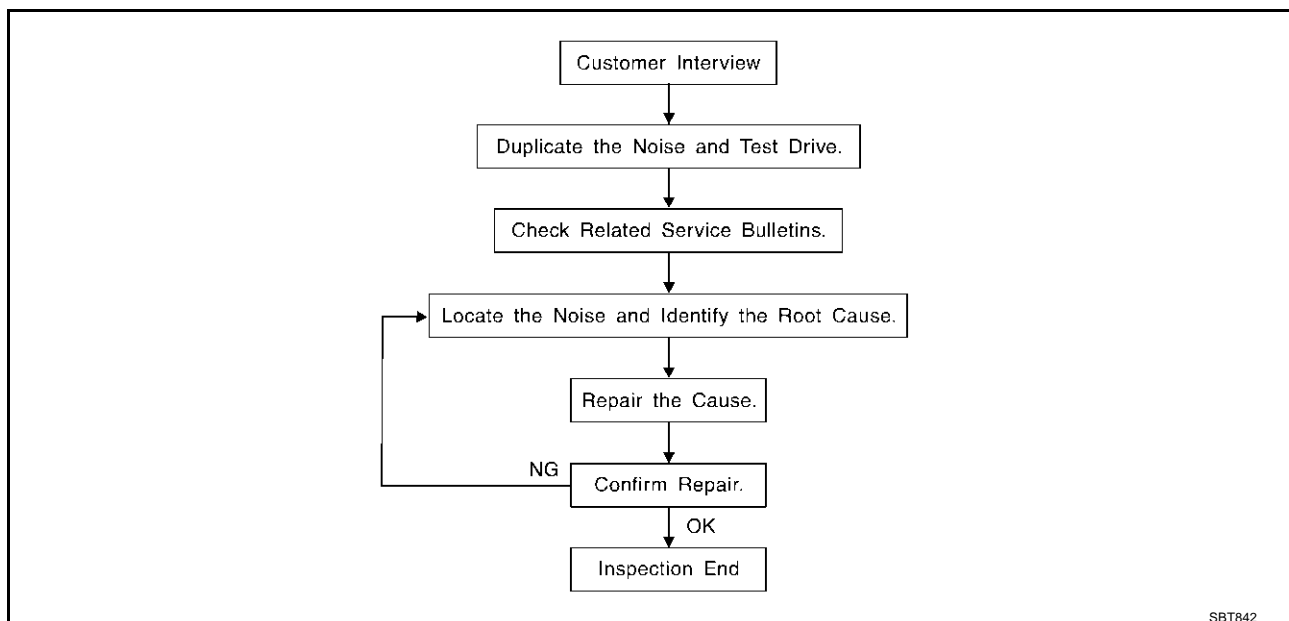 Customer Interview
Duplicate the Noise and Test Drive.
Check Related Service Bulletins.
Locate the Noise and Identify the Root Cause.
Repair the Cause.
NG
Confirm Repair.
OK
Inspection End
SBT842